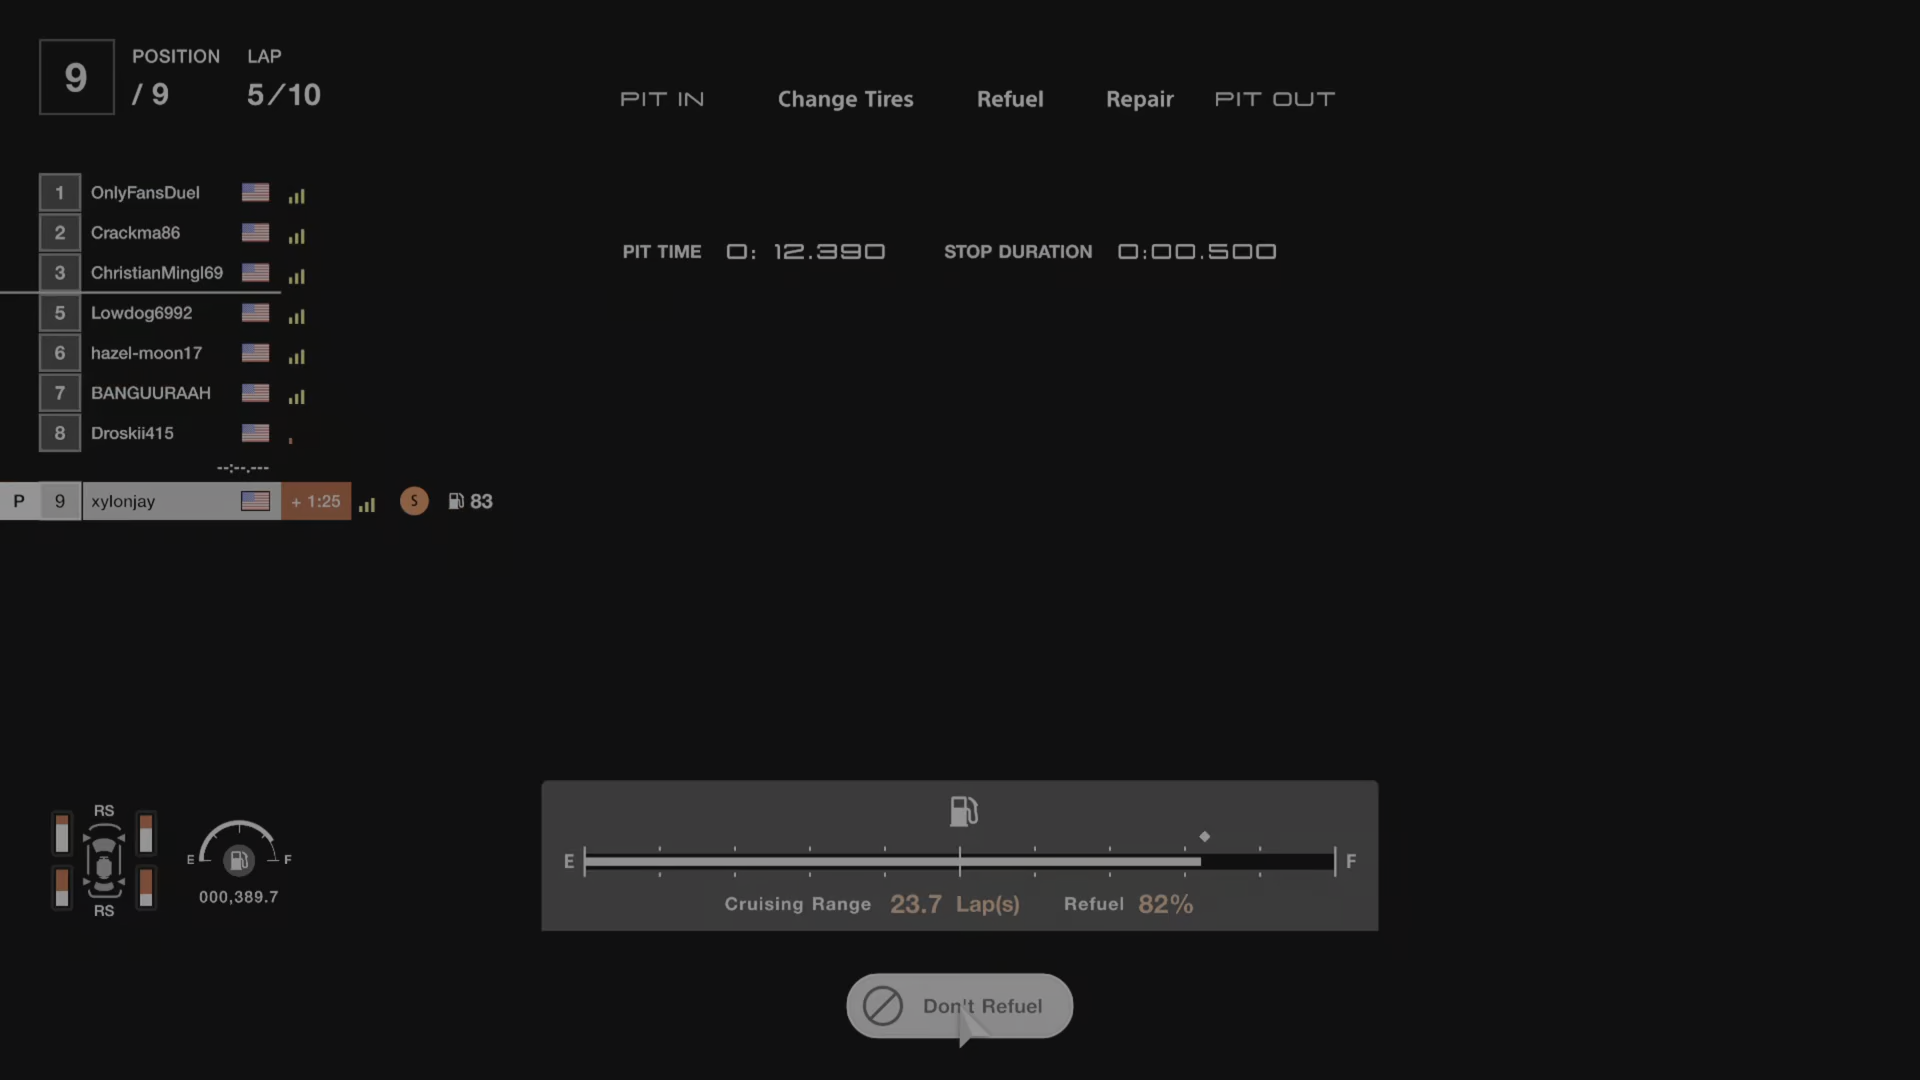 9
POSITION LAP
/ 9 5/10
PIT IN Change Tires Refuel Repair PIT OUT
PIT TIME 0: 12.390 STOP DURATION 0:00.500
1 OnlyFansDuel
2 Crackma86
3 ChristianMingl69
5 Lowdog6992
6 hazel-moon17
7 BANGUURAAH
8 Droskii415
--:--.---
P 9 xylonjay + 1:25 S 83
RS
E F
000,389.7
RS
E F
Cruising Range 23.7 Lap(s) Refuel 82%
Don't Refuel